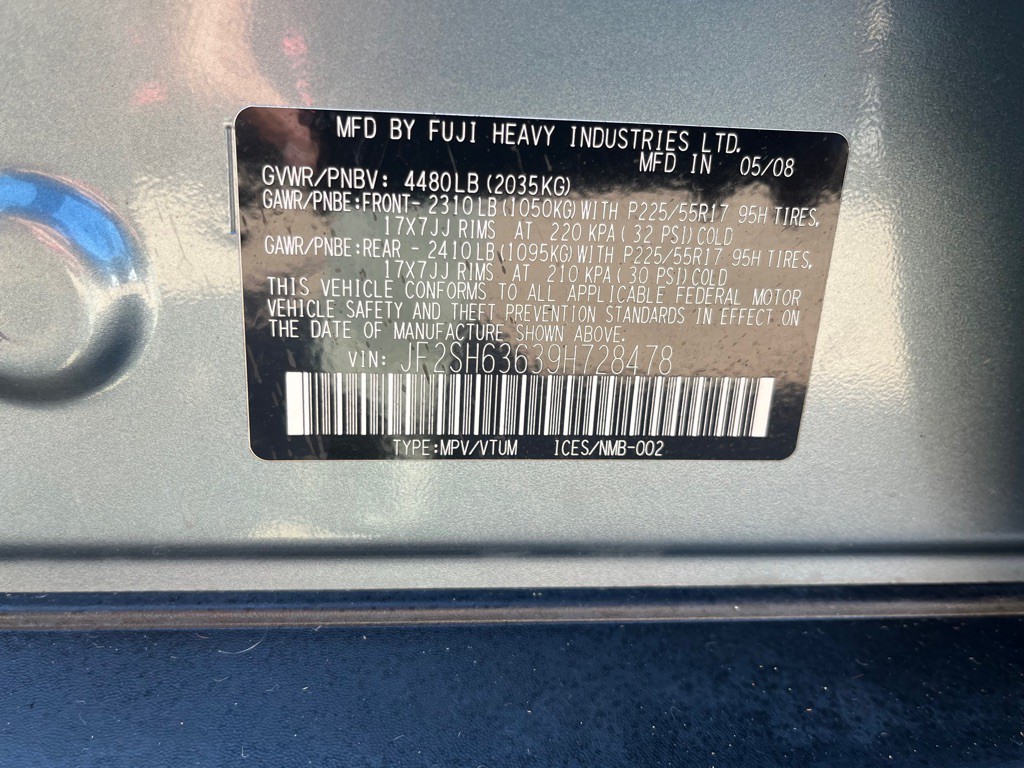 MFD BY FUJI HEAVY INDUSTRIES LTD.
MFD IN 05/08
GVWR/PNBV: 4480LB (2035KG)
GAWR/PNBE:FRONT- 2310LB (1050KG) WITH P225/55R17 95H TIRES,
17X7JJ RIMS AT 220 KPA ( 32 PSI) COLD
GAWR/PNBE:REAR - 2410LB (1095KG) WITH P225/55R17 95H TIRES,
17X7JJ RIMS AT 210 KPA ( 30 PSI) COLD
THIS VEHICLE CONFORMS TO ALL APPLICABLE FEDERAL MOTOR
VEHICLE SAFETY AND THEFT PREVENTION STANDARDS IN EFFECT ON
THE DATE OF MANUFACTURE SHOWN ABOVE.
VIN: JF2SH63639H728478
TYPE:MPV/VTUM ICES/NMB-002